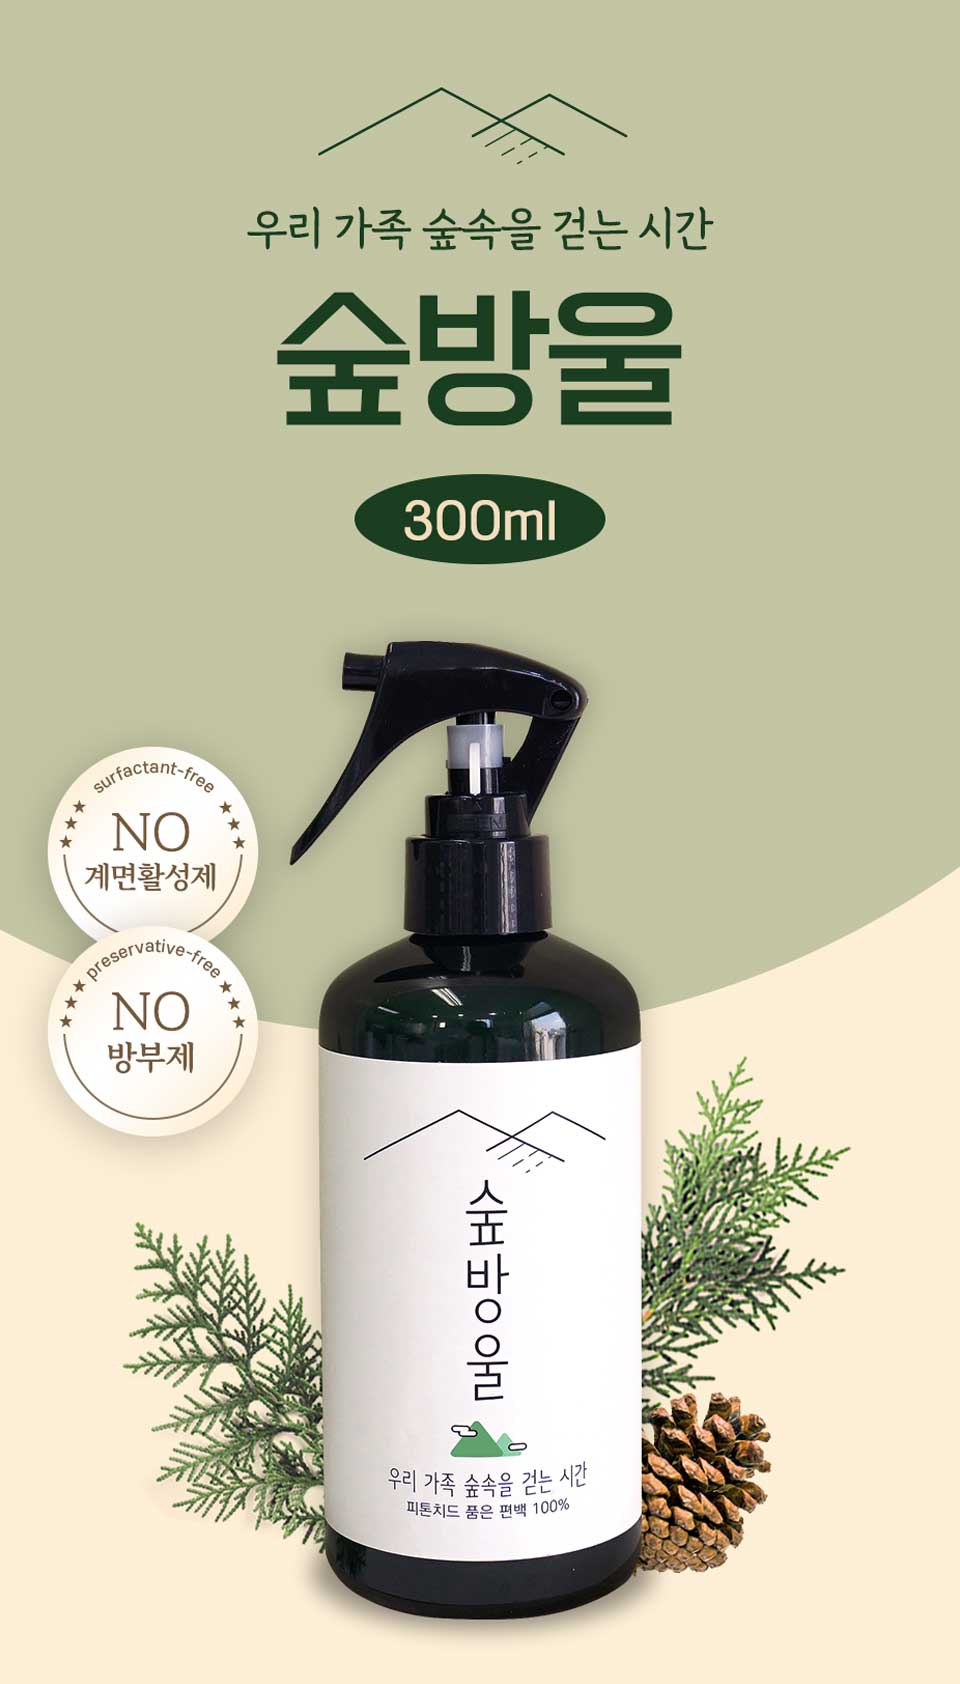 우리 가족 숲속을 걷는 시간
숲방울
300ml
surfactant-free
NO
계면활성제
preservative-free
NO
방부제
숲방울
우리 가족 숲속을 걷는 시간
피톤치드 품은 편백 100%